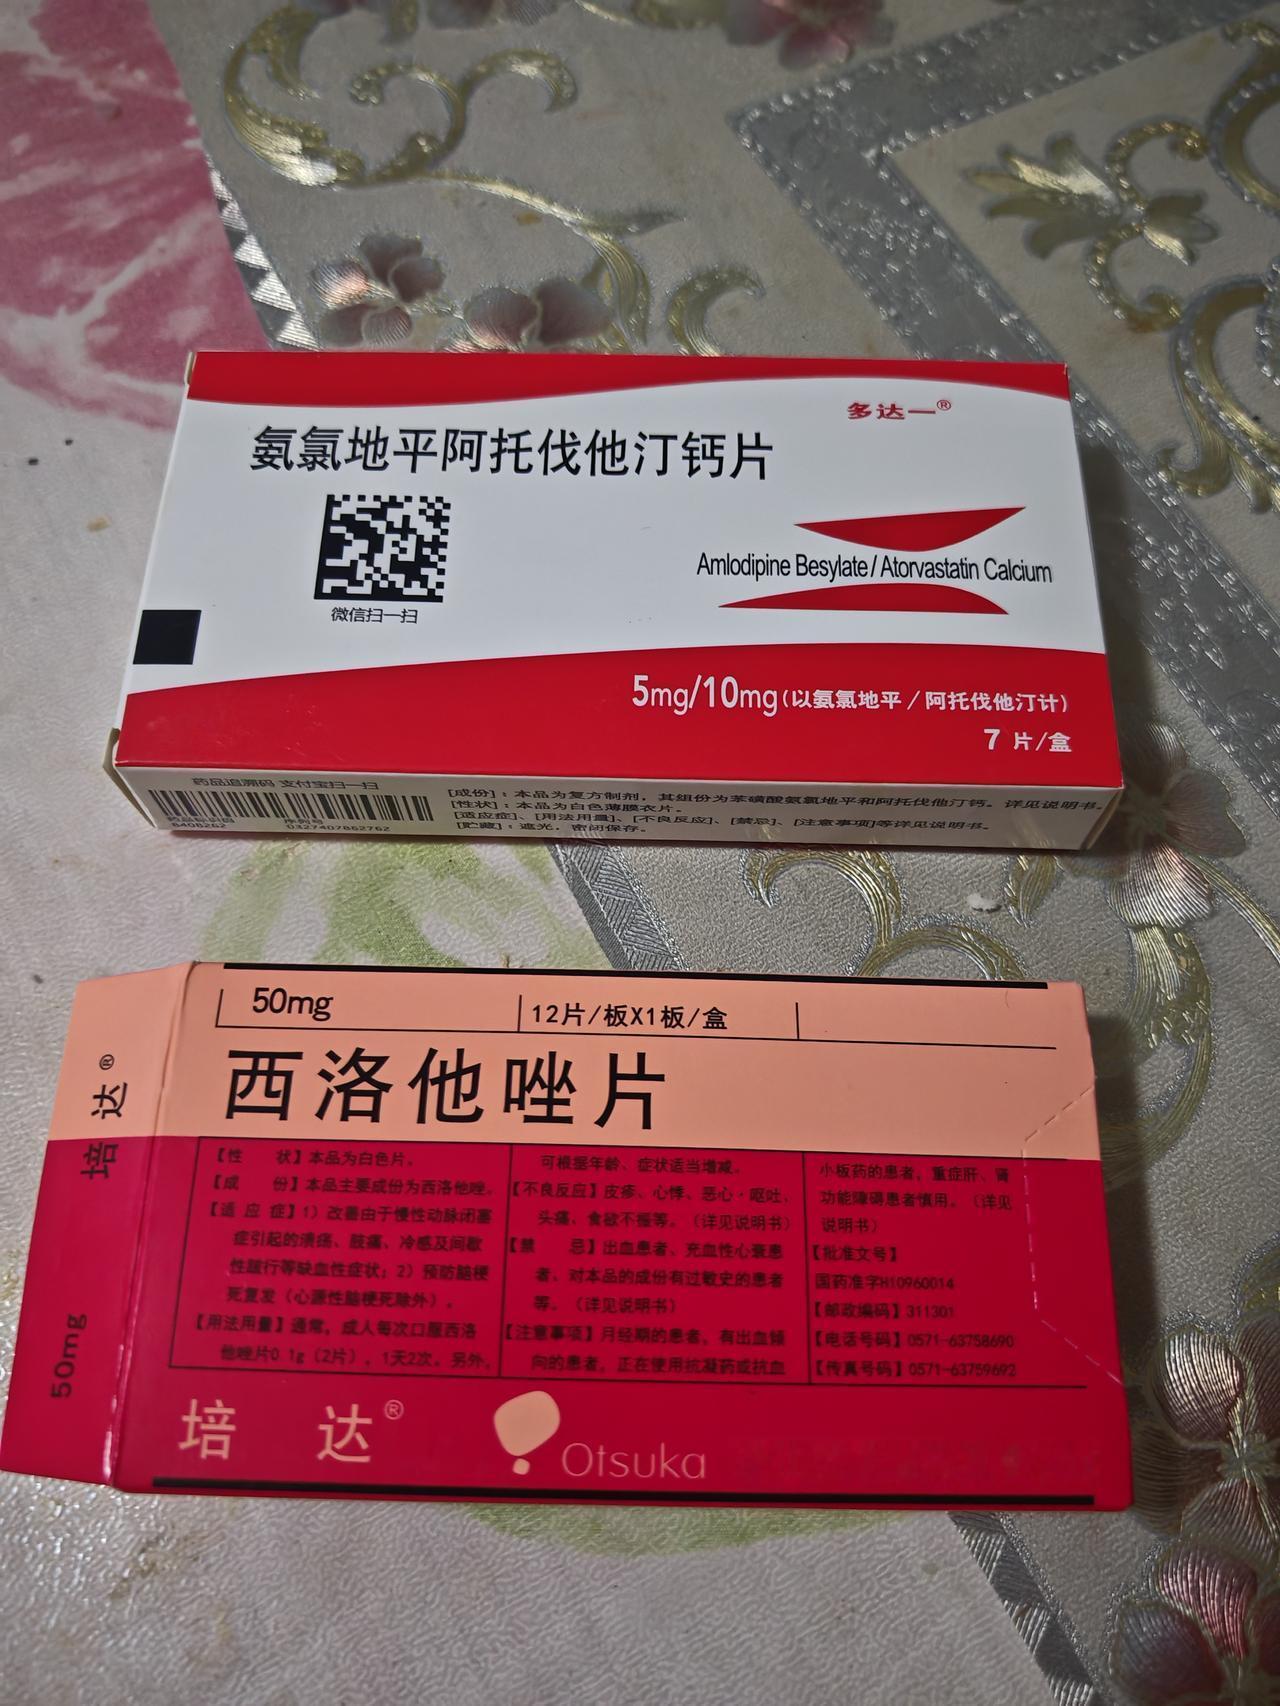 多达一®
氨氯地平阿托伐他汀钙片
微信扫一扫
Amlodipine Besylate / Atorvastatin Calcium
5mg/10mg(以氨氯地平/阿托伐他汀计)
7 片/盒
药品追溯码 支付宝扫一扫
序列号
8408262
0327407862762
[成份]：本品为复方制剂，其组份为苯磺酸氨氯地平和阿托伐他汀钙。详见说明书。
[性状]：本品为白色薄膜衣片。
[适应症]、[用法用量]、[不良反应]、[禁忌]、[注意事项]等详见说明书。
[贮藏]：遮光，密闭保存。
培达®
50mg
50mg
12片/板X1板/盒
西洛他唑片
【性 状】本品为白色片。
【成 份】本品主要成份为西洛他唑。
【适 应 症】1）改善由于慢性动脉闭塞
症引起的溃疡、肢痛、冷感及间歇
性跛行等缺血性症状；2）预防脑梗
死复发（心源性脑梗死除外）。
【用法用量】通常，成人每次口服西洛
他唑片0.1g（2片），1天2次。另外，
可根据年龄、症状适当增减。
【不良反应】皮疹、心悸、恶心·呕吐、
头痛、食欲不振等。（详见说明书）
【禁 忌】出血患者、充血性心衰患
者、对本品的成份有过敏史的患者
等。（详见说明书）
【注意事项】月经期的患者，有出血倾
向的患者，正在使用抗凝药或抗血
小板药的患者，重症肝、肾
功能障碍患者慎用。（详见
说明书）
【批准文号】
国药准字H10960014
【邮政编码】311301
【电话号码】0571-63758690
【传真号码】0571-63759692
培 达®
Otsuka